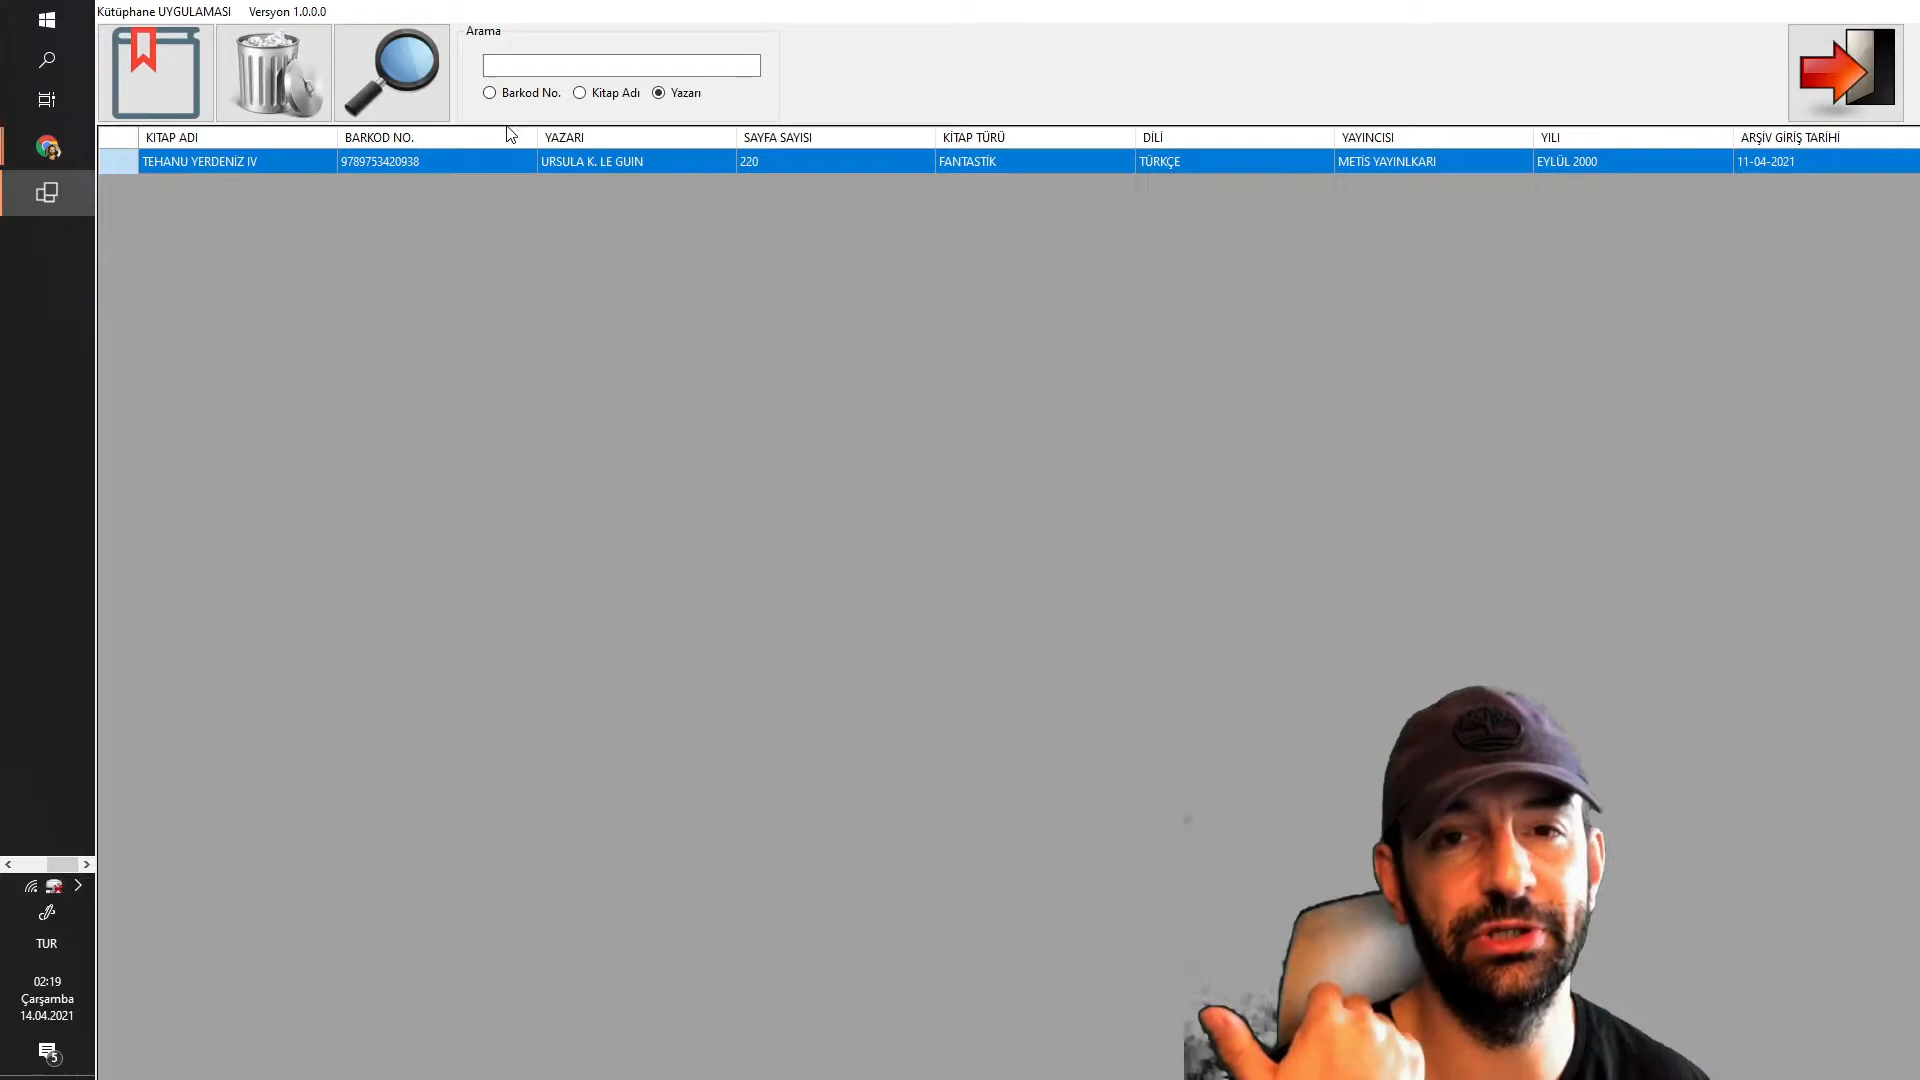 Kütüphane UYGULAMASI Versyon 1.0.0.0
Arama
Barkod No. Kitap Adı Yazarı
KITAP ADI BARKOD NO. YAZARI SAYFA SAYISI KİTAP TÜRÜ DİLİ YAYINCISI YILI ARŞİV GİRİŞ TARİHİ
TEHANU YERDENİZ IV 9789753420938 URSULA K. LE GUIN 220 FANTASTİK TÜRKÇE METİS YAYINLKARI EYLÜL 2000 11-04-2021
TUR
02:19
Çarşamba
14.04.2021
5